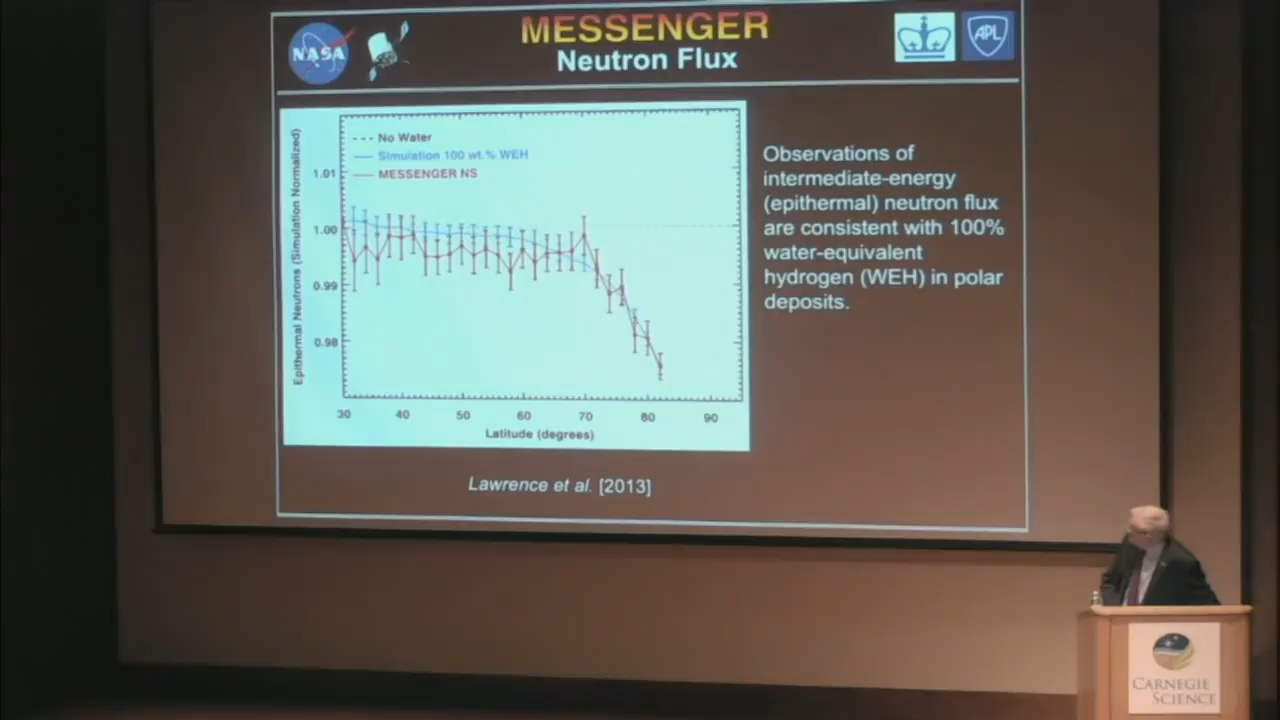 NASA
MESSENGER
Neutron Flux
APL
No Water
Simulation 100 wt.% WEH
MESSENGER NS
Epithermal Neutrons (Simulation Normalized)
1.01
1.00
0.99
0.98
30 40 50 60 70 80 90
Latitude (degrees)
Observations of
intermediate-energy
(epithermal) neutron flux
are consistent with 100%
water-equivalent
hydrogen (WEH) in polar
deposits.
Lawrence et al. [2013]
CARNEGIE
SCIENCE